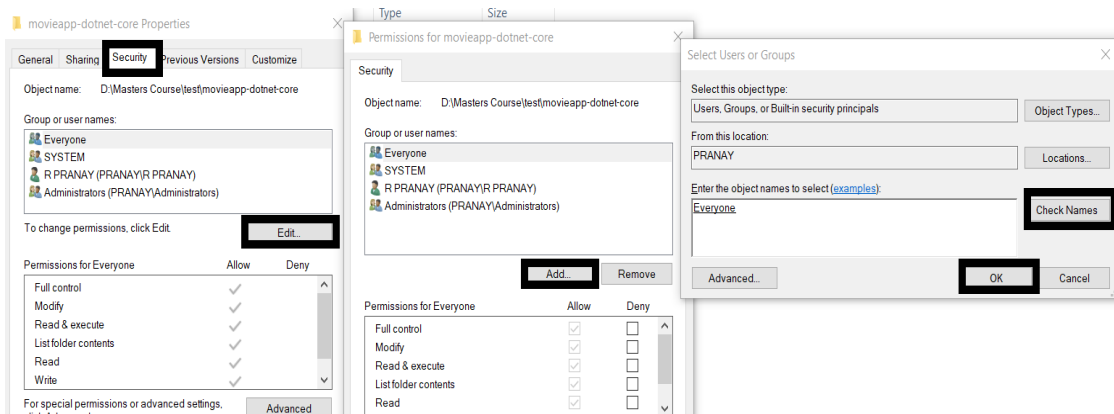 Type Size
movieapp-dotnet-core Properties
General Sharing Security Previous Versions Customize
Object name: D:\Masters Course\test\movieapp-dotnet-core
Group or user names:
Everyone
SYSTEM
R PRANAY (PRANAY\R PRANAY)
Administrators (PRANAY\Administrators)
To change permissions, click Edit.
Edit...
Permissions for Everyone Allow Deny
Full control
Modify
Read & execute
List folder contents
Read
Write
For special permissions or advanced settings,
Advanced
Permissions for movieapp-dotnet-core
Security
Object name: D:\Masters Course\test\movieapp-dotnet-core
Group or user names:
Everyone
SYSTEM
R PRANAY (PRANAY\R PRANAY)
Administrators (PRANAY\Administrators)
Add... Remove
Permissions for Everyone Allow Deny
Full control
Modify
Read & execute
List folder contents
Read
Select Users or Groups
Select this object type:
Users, Groups, or Built-in security principals
Object Types...
From this location:
PRANAY
Locations...
Enter the object names to select (examples):
Everyone
Check Names
Advanced...
OK
Cancel